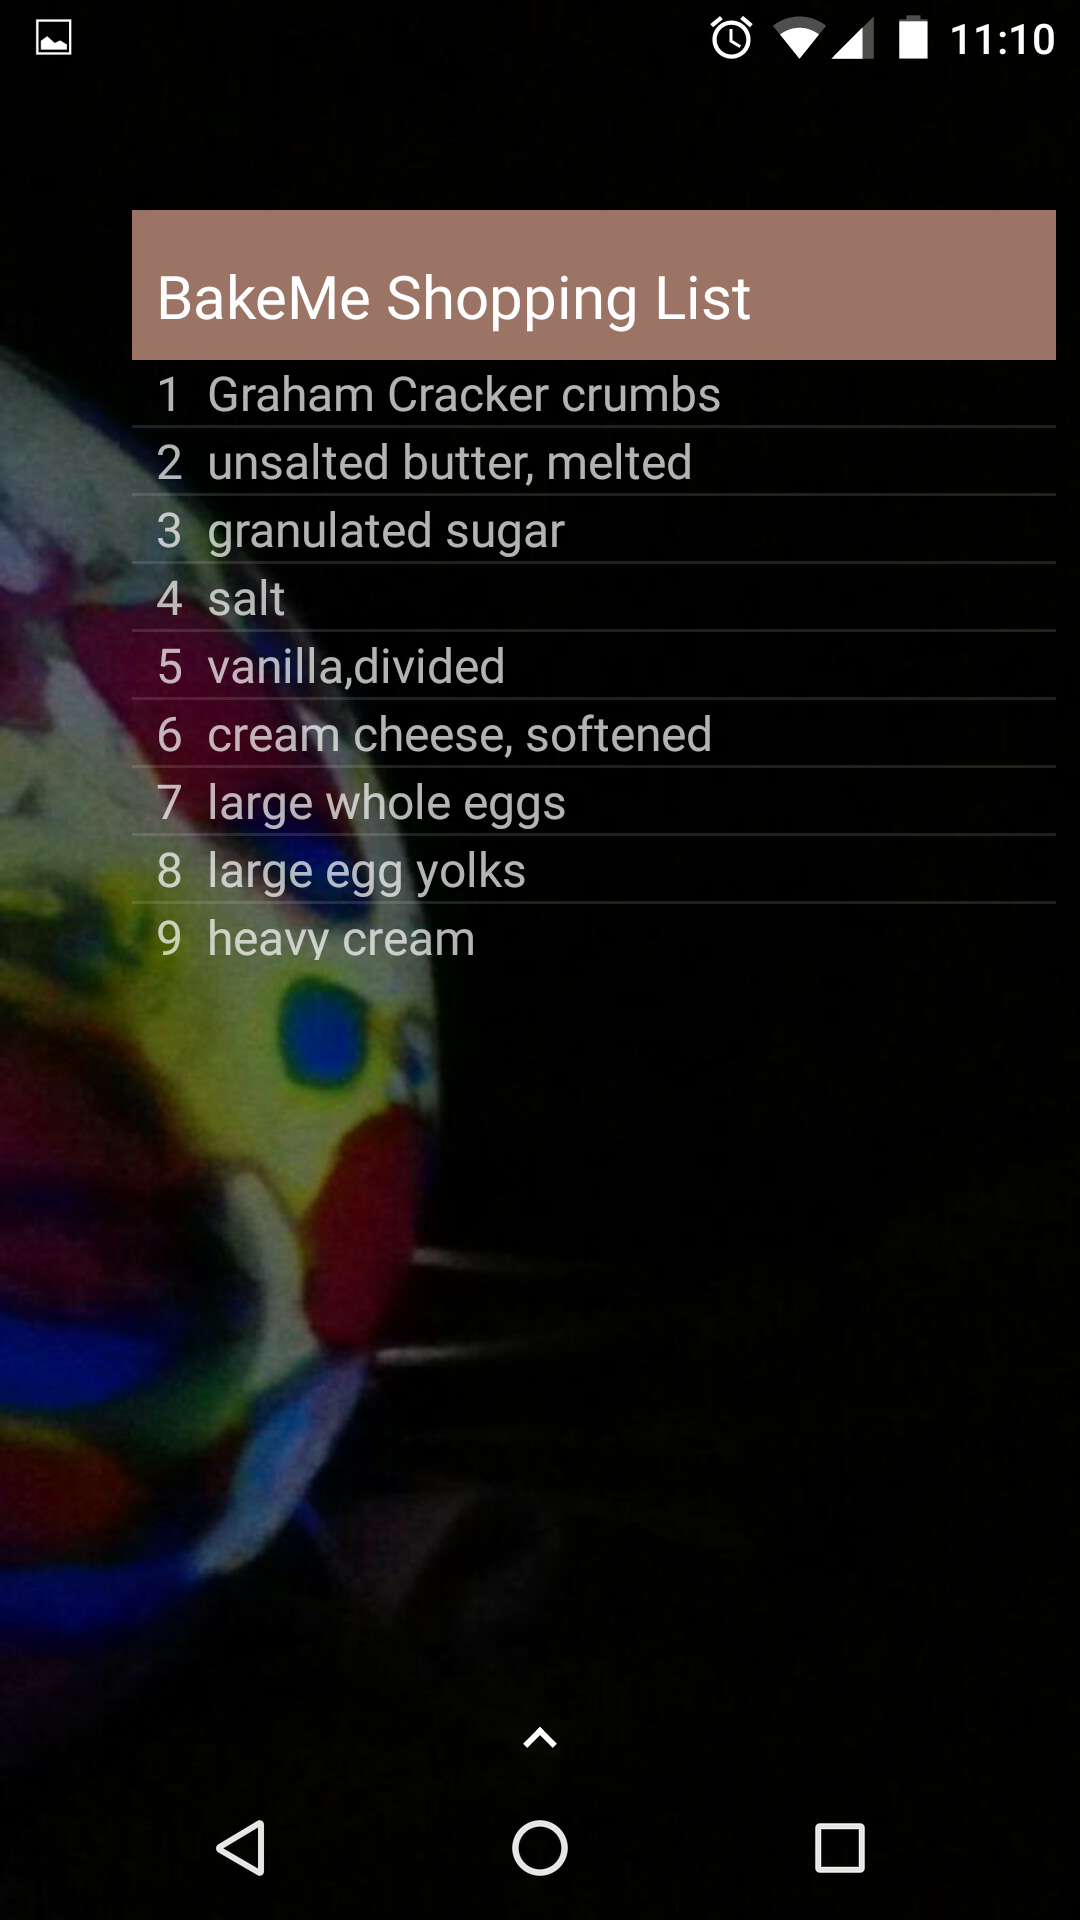 11:10
BakeMe Shopping List
1 Graham Cracker crumbs
2 unsalted butter, melted
3 granulated sugar
4 salt
5 vanilla,divided
6 cream cheese, softened
7 large whole eggs
8 large egg yolks
9 heavy cream